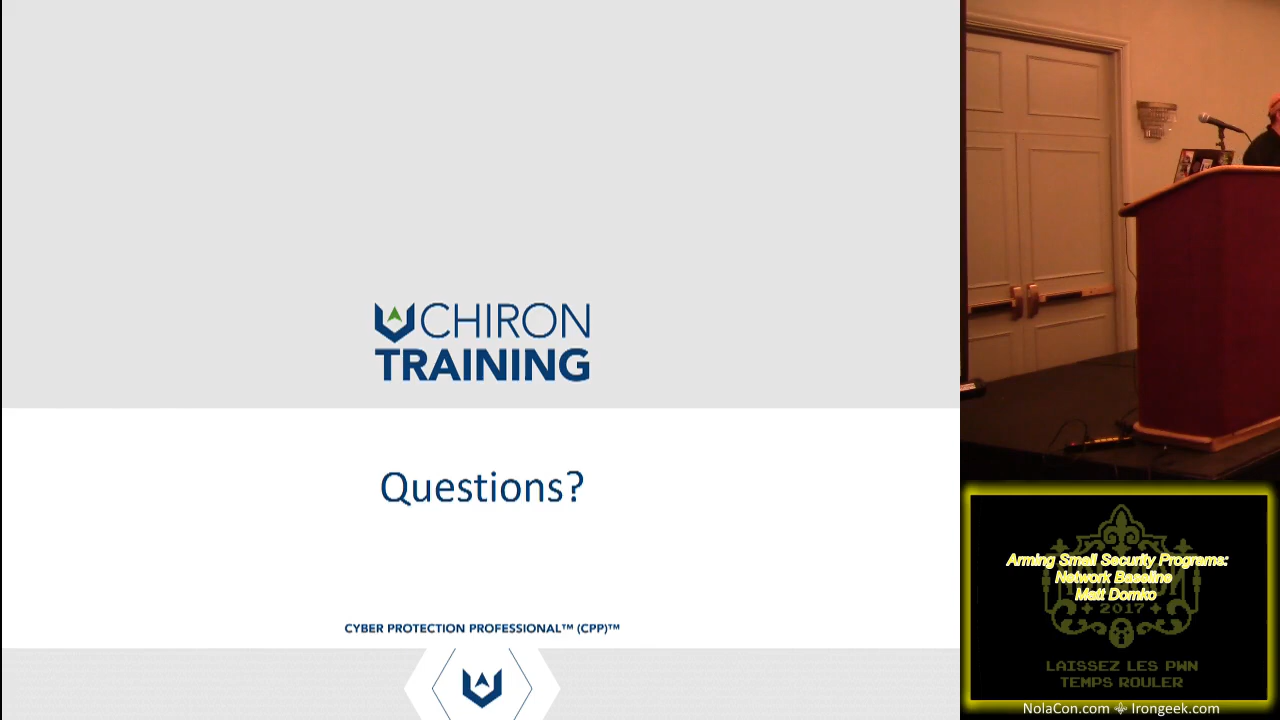 CHIRON
TRAINING
Questions?
CYBER PROTECTION PROFESSIONAL™ (CPP)™
Arming Small Security Programs:
Network Baseline
Matt Domko
2017
LAISSEZ LES PWN
TEMPS ROULER
NolaCon.com Irongeek.com